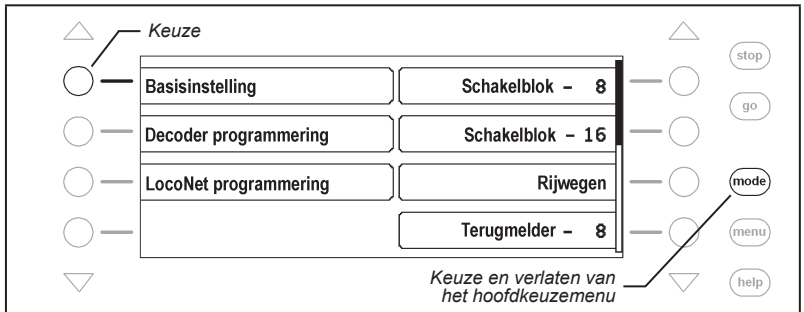 Keuze
stop
Basisinstelling
Schakelblok – 8
go
Decoder programmering
Schakelblok – 16
LocoNet programmering
Rijwegen
mode
Terugmelder – 8
menu
Keuze en verlaten van
het hoofdkeuzemenu
help